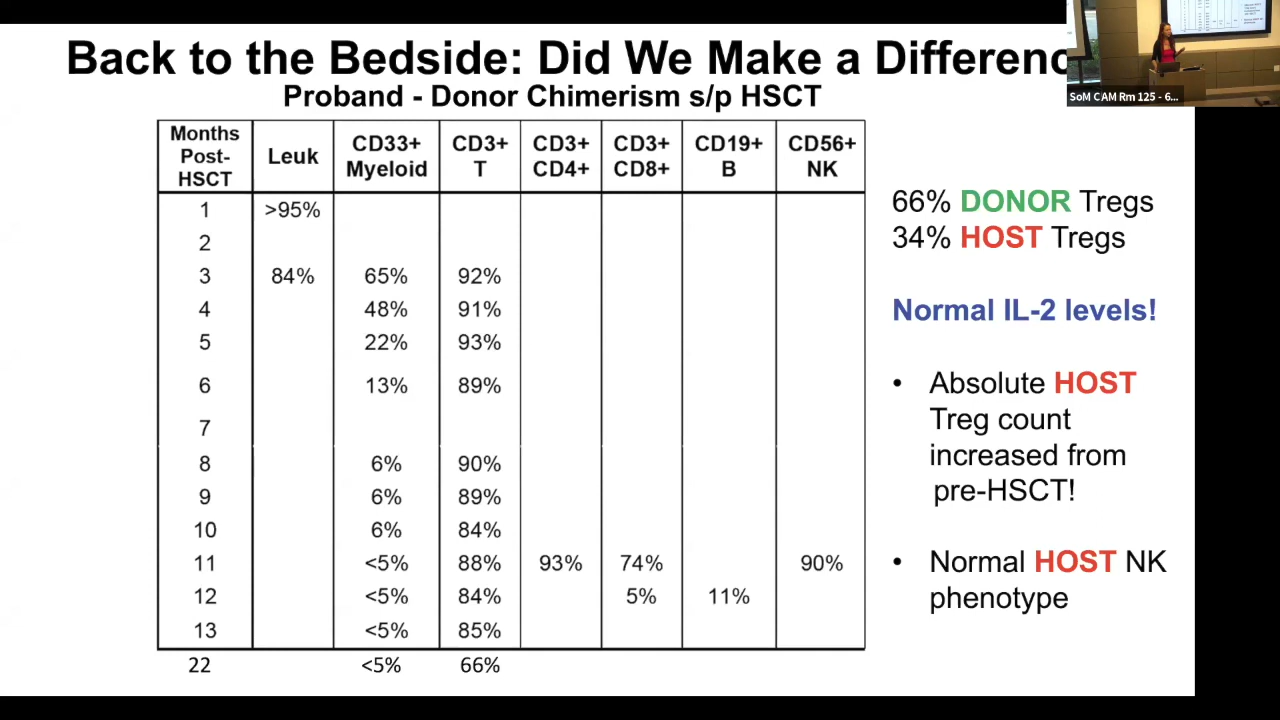 Back to the Bedside: Did We Make a Differenc
Proband - Donor Chimerism s/p HSCT
Months Post-HSCT Leuk CD33+ Myeloid CD3+ T CD3+ CD4+ CD3+ CD8+ CD19+ B CD56+ NK
1 >95%
2
3 84% 65% 92%
4 48% 91%
5 22% 93%
6 13% 89%
7
8 6% 90%
9 6% 89%
10 6% 84%
11 <5% 88% 93% 74% 90%
12 <5% 84% 5% 11%
13 <5% 85%
22 <5% 66%
66% DONOR Tregs
34% HOST Tregs
Normal IL-2 levels!
• Absolute HOST
Treg count
increased from
pre-HSCT!
• Normal HOST NK
phenotype
SoM CAM Rm 125 - 6...